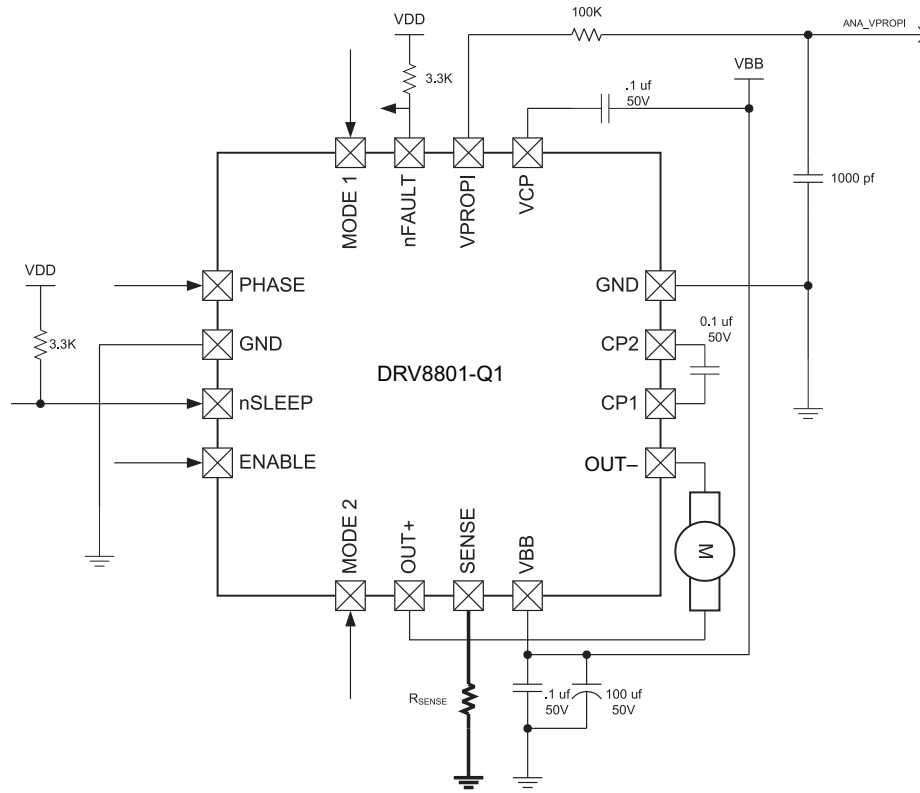 100K
ANA_VPROPI
VDD
VBB
3.3K
.1 uf
50V
MODE 1
nFAULT
VPROPI
VCP
1000 pf
VDD
PHASE
GND
3.3K
GND
CP2
0.1 uf
50V
DRV8801-Q1
nSLEEP
CP1
ENABLE
OUT–
MODE 2
OUT+
SENSE
VBB
M
RSENSE
.1 uf
50V
100 uf
50V